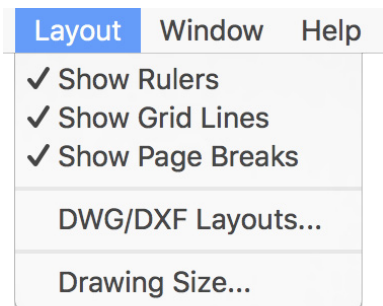 Layout Window Help
✓ Show Rulers
✓ Show Grid Lines
✓ Show Page Breaks
DWG/DXF Layouts...
Drawing Size...